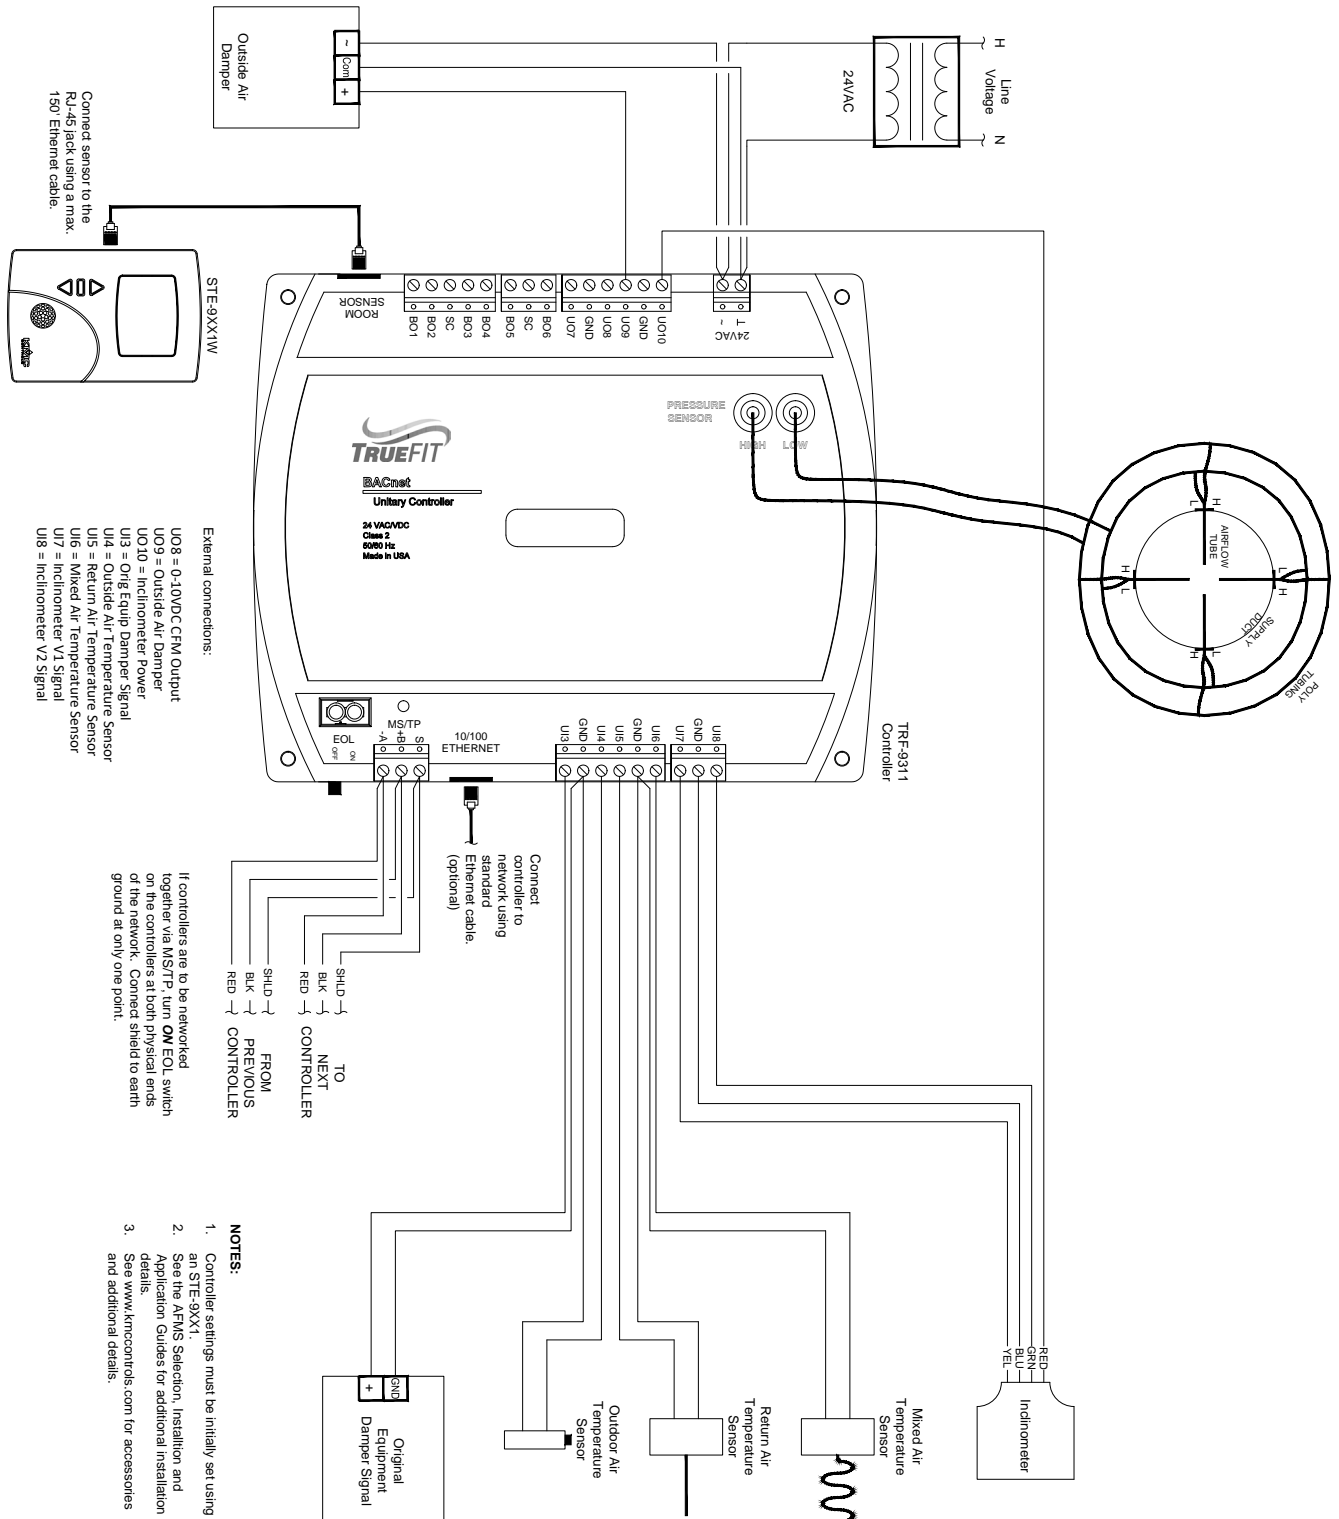 Line
Voltage
H
N
24VAC
Outside Air
Damper
~
Com
+
Connect sensor to the
RJ-45 jack using a max.
150' Ethernet cable.
STE-9XX1W
ROOM
SENSOR
BO1
BO2
SC
BO3
BO4
BO5
SC
BO6
UO7
GND
UO8
UO9
GND
UO10
~
⊥
24VAC
PRESSURE
SENSOR
HIGH
LOW
TRUEFIT
BACnet
Unitary Controller
24 VAC/VDC
Class 2
50/60 Hz
Made in USA
AIRFLOW
TUBE
SUPPLY
DUCT
POLY
TUBING
H
L
L
H
H
L
L
H
TRF-9311
Controller
EOL
OFF
ON
MS/TP
-A
+B
S
10/100
ETHERNET
UI3
GND
UI4
UI5
GND
UI6
UI7
GND
UI8
External connections:
UO8 = 0-10VDC CFM Output
UO9 = Outside Air Damper
UO10 = Inclinometer Power
UI3 = Orig Equip Damper Signal
UI4 = Outside Air Temperature Sensor
UI5 = Return Air Temperature Sensor
UI6 = Mixed Air Temperature Sensor
UI7 = Inclinometer V1 Signal
UI8 = Inclinometer V2 Signal
Connect
controller to
network using
standard
Ethernet cable.
(optional)
SHLD
BLK
RED
TO
NEXT
CONTROLLER
SHLD
BLK
RED
FROM
PREVIOUS
CONTROLLER
If controllers are to be networked
together via MS/TP, turn ON EOL switch
on the controllers at both physical ends
of the network. Connect shield to earth
ground at only one point.
RED
GRN
BLU
YEL
Inclinometer
Mixed Air
Temperature
Sensor
Return Air
Temperature
Sensor
Outdoor Air
Temperature
Sensor
GND
+
Original
Equipment
Damper Signal
NOTES:
1. Controller settings must be initially set using
an STE-9XX1.
2. See the AFMS Selection, Installtion and
Application Guides for additional installation
details.
3. See www.kmccontrols.com for accessories
and additional details.